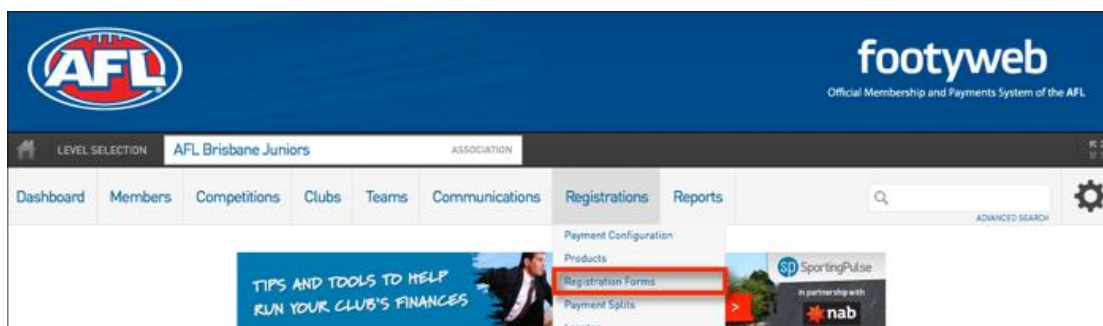 AFL
footyweb
Official Membership and Payments System of the AFL
LEVEL SELECTION AFL Brisbane Juniors ASSOCIATION
Dashboard Members Competitions Clubs Teams Communications Registrations Reports
ADVANCED SEARCH
Payment Configuration
Products
Registration Forms
Payment Splits
TIPS AND TOOLS TO HELP
RUN YOUR CLUB'S FINANCES
>
sp SportingPulse
in partnership with
nab